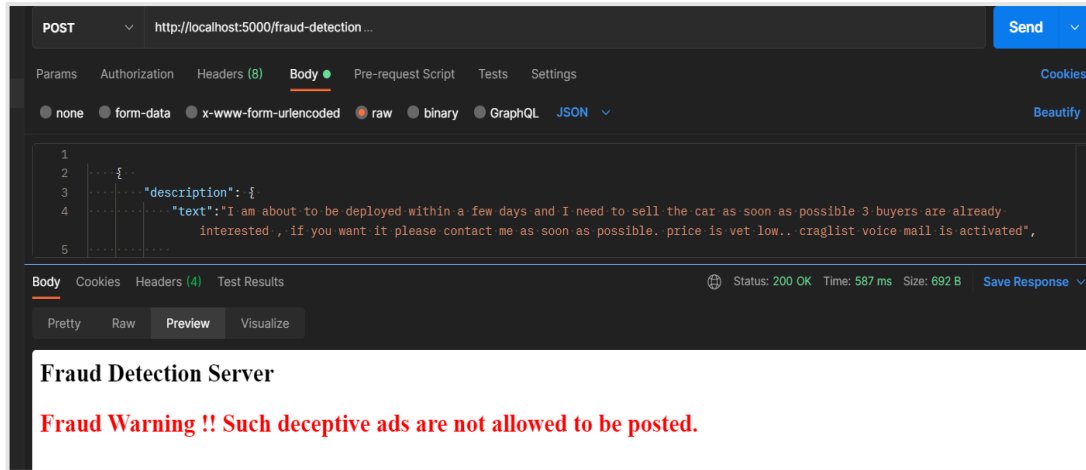 POST http://localhost:5000/fraud-detection ... Send
Params Authorization Headers (8) Body Pre-request Script Tests Settings Cookies
none form-data x-www-form-urlencoded raw binary GraphQL JSON Beautify
1
2 {
3 "description": {
4 "text":"I am about to be deployed within a few days and I need to sell the car as soon as possible 3 buyers are already
interested , if you want it please contact me as soon as possible. price is vet low.. craglist voice mail is activated",
5
Body Cookies Headers (4) Test Results Status: 200 OK Time: 587 ms Size: 692 B Save Response
Pretty Raw Preview Visualize
Fraud Detection Server
Fraud Warning !! Such deceptive ads are not allowed to be posted.